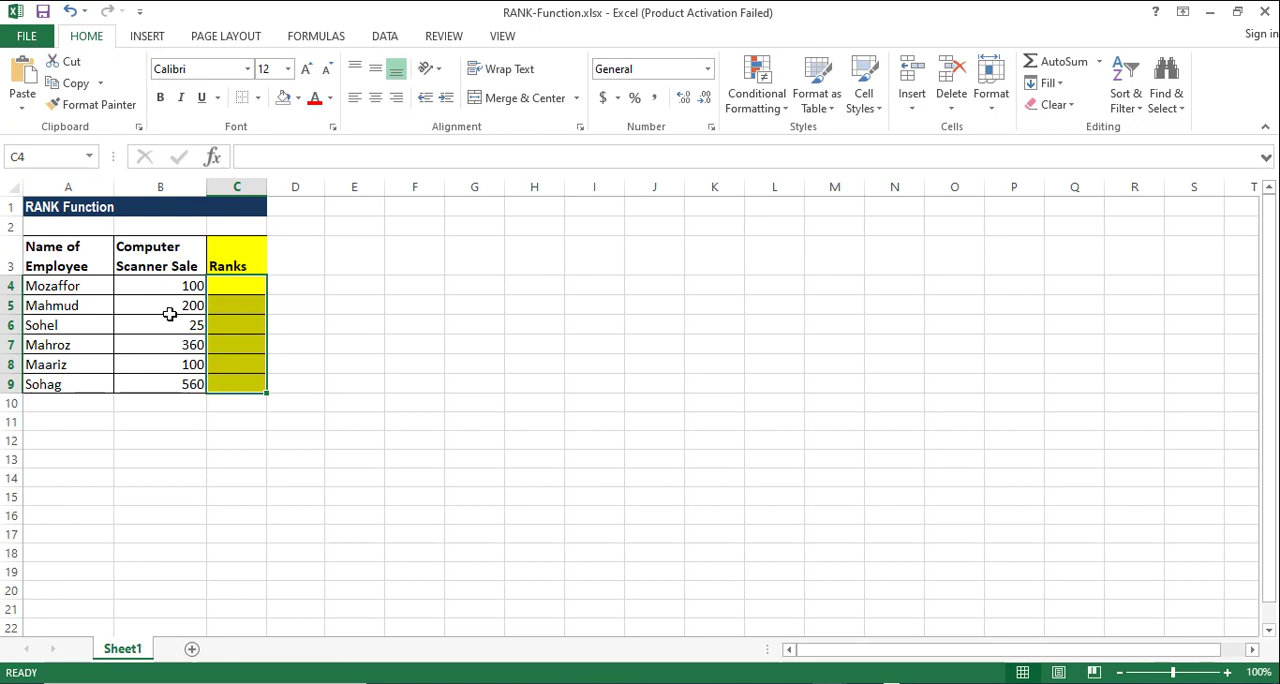 RANK-Function.xlsx - Excel (Product Activation Failed)
FILE HOME INSERT PAGE LAYOUT FORMULAS DATA REVIEW VIEW Sign in
Paste
Cut
Copy
Format Painter
Clipboard
Calibri 12
B I U
Font
Wrap Text
Merge & Center
Alignment
General
$ % ,
Number
Conditional Formatting
Format as Table
Cell Styles
Styles
Insert Delete Format
Cells
AutoSum
Fill
Clear
Sort & Filter
Find & Select
Editing
C4 fx
A B C D E F G H I J K L M N O P Q R S T
1 RANK Function
2
3 Name of Employee Computer Scanner Sale Ranks
4 Mozaffor 100
5 Mahmud 200
6 Sohel 25
7 Mahroz 360
8 Maariz 100
9 Sohag 560
10
11
12
13
14
15
16
17
18
19
20
21
22
Sheet1
READY 100%